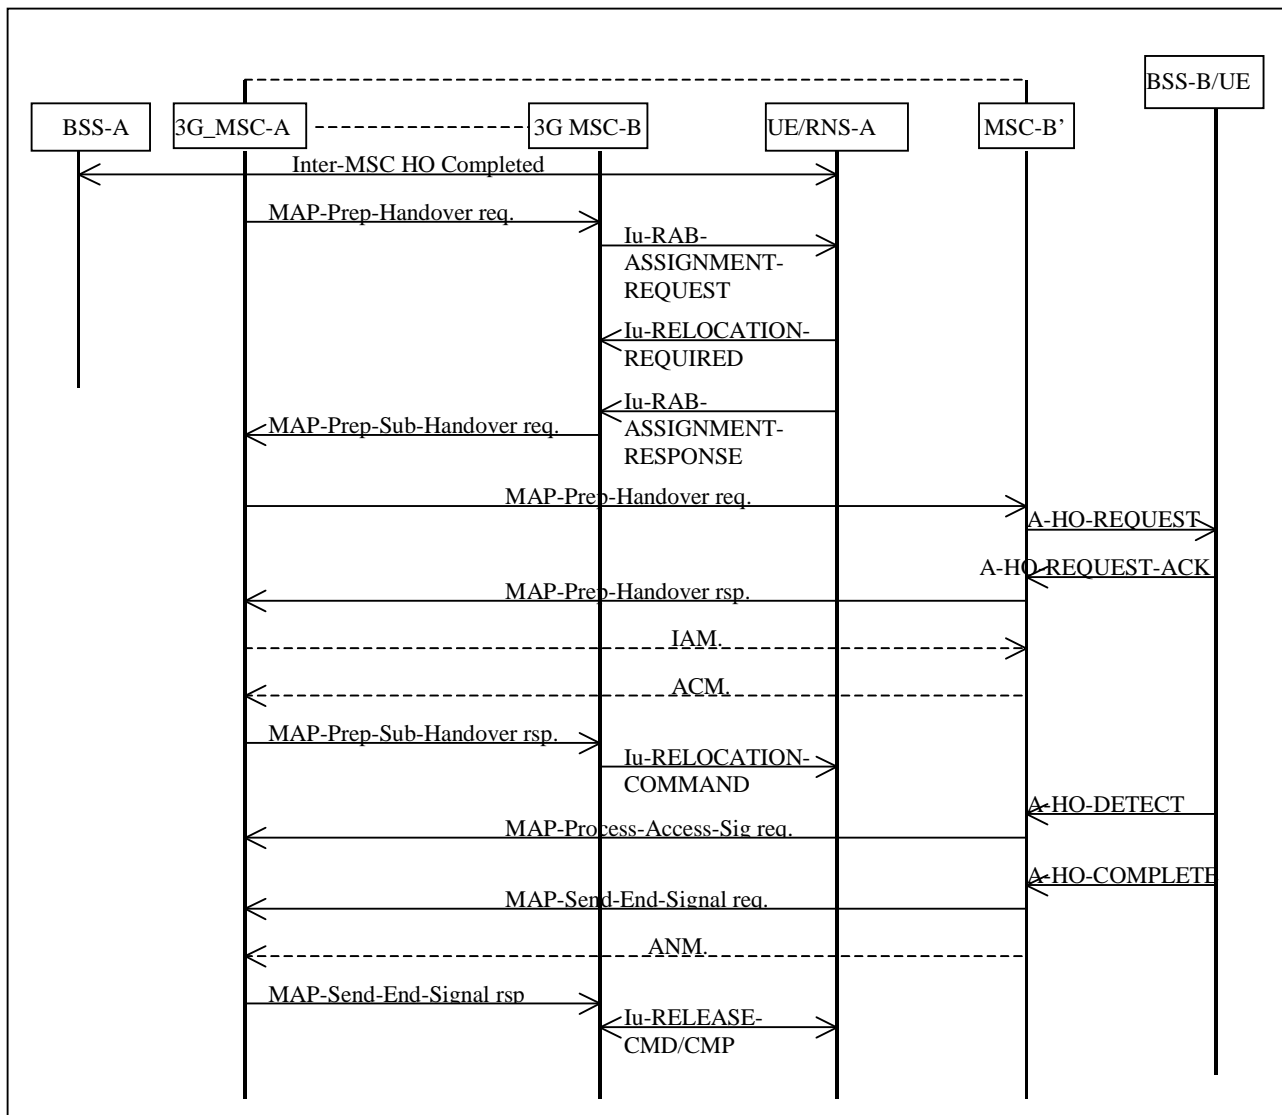 BSS-B/UE
BSS-A
3G_MSC-A
3G MSC-B
UE/RNS-A
MSC-B’
Inter-MSC HO Completed
MAP-Prep-Handover req.
Iu-RAB-
ASSIGNMENT-
REQUEST
Iu-RELOCATION-
REQUIRED
Iu-RAB-
ASSIGNMENT-
RESPONSE
MAP-Prep-Sub-Handover req.
MAP-Prep-Handover req.
A-HO-REQUEST
A-HO-REQUEST-ACK
MAP-Prep-Handover rsp.
IAM.
ACM.
MAP-Prep-Sub-Handover rsp.
Iu-RELOCATION-
COMMAND
A-HO-DETECT
MAP-Process-Access-Sig req.
A-HO-COMPLETE
MAP-Send-End-Signal req.
ANM.
MAP-Send-End-Signal rsp
Iu-RELEASE-
CMD/CMP